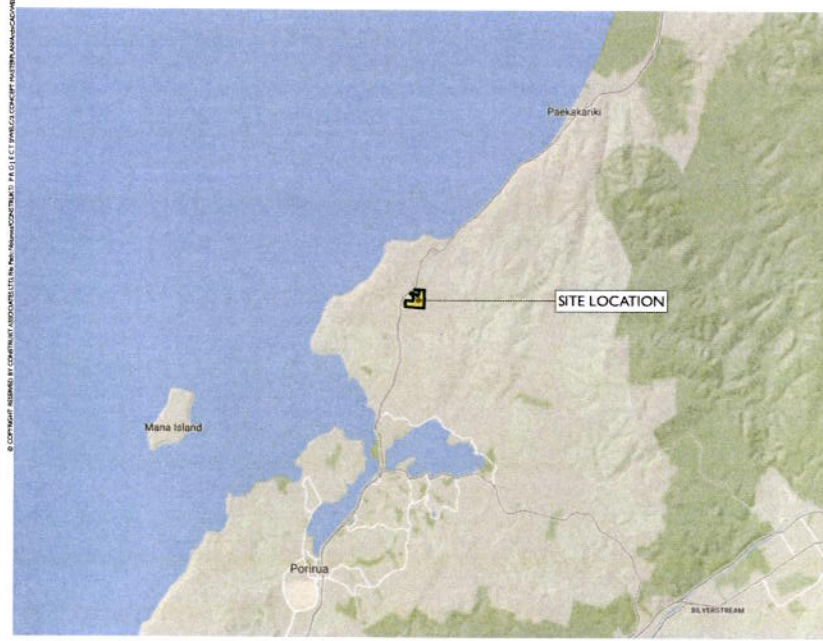 Paekakariki
SITE LOCATION
Mana Island
Porirua
SILVERSTREAM